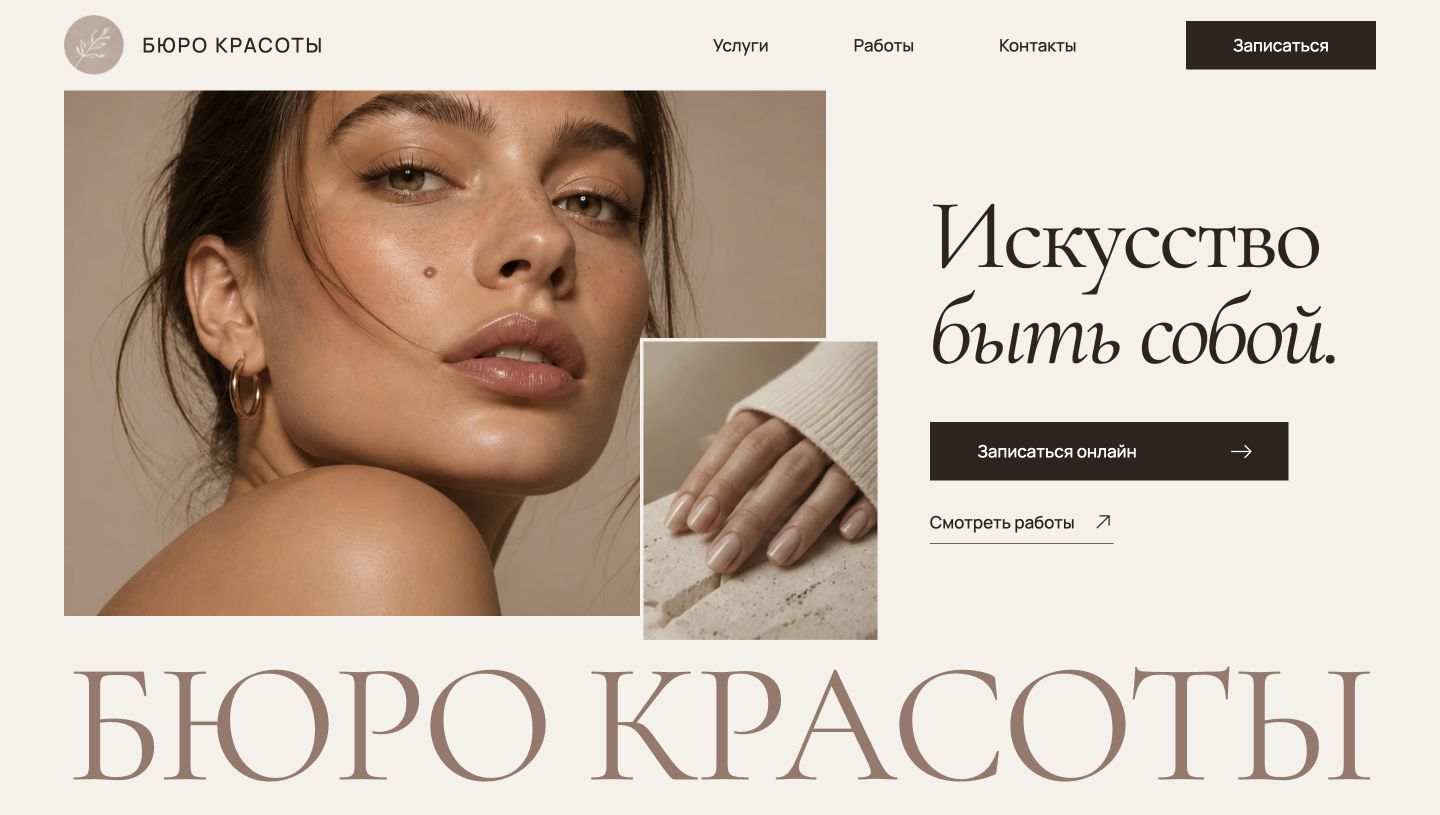 БЮРО КРАСОТЫ
Услуги
Работы
Контакты
Записаться
Искусство
быть собой.
Записаться онлайн
Смотреть работы
БЮРО КРАСОТЫ